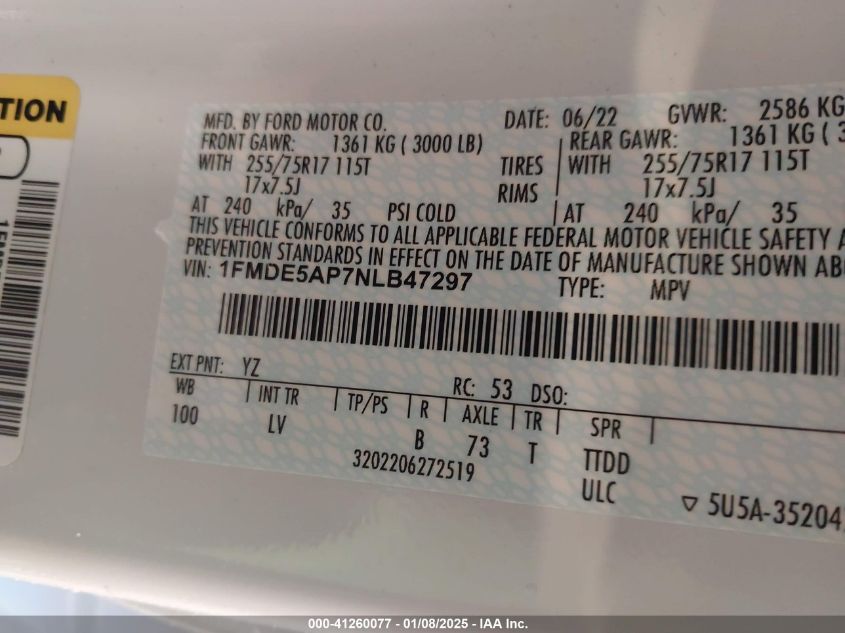 TION
MFD. BY FORD MOTOR CO. DATE: 06/22 GVWR: 2586 KG
FRONT GAWR: 1361 KG ( 3000 LB) REAR GAWR: 1361 KG ( 3
WITH 255/75R17 115T TIRES WITH 255/75R17 115T
17x7.5J RIMS 17x7.5J
AT 240 kPa/ 35 PSI COLD AT 240 kPa/ 35
THIS VEHICLE CONFORMS TO ALL APPLICABLE FEDERAL MOTOR VEHICLE SAFETY A
PREVENTION STANDARDS IN EFFECT ON THE DATE OF MANUFACTURE SHOWN ABO
VIN: 1FMDE5AP7NLB47297 TYPE: MPV
EXT PNT: YZ RC: 53 DSO:
WB INT TR TP/PS R AXLE TR SPR
100 LV B 73 T TTDD
3202206272519 ULC ▽ 5U5A-35204
000-41260077 - 01/08/2025 - IAA Inc.